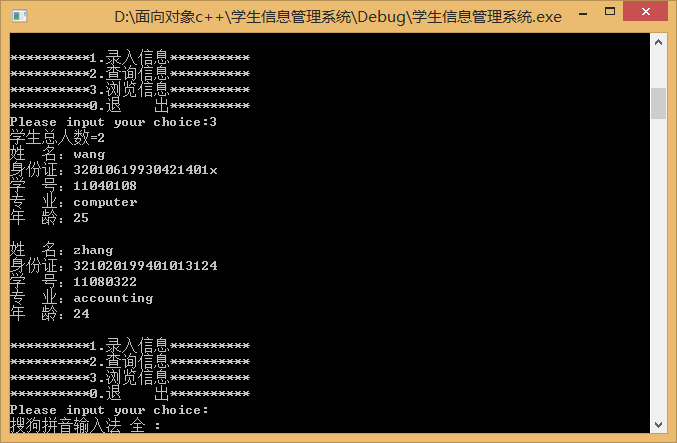 D:\面向对象c++\学生信息管理系统\Debug\学生信息管理系统.exe
**********1.录入信息**********
**********2.查询信息**********
**********3.浏览信息**********
**********0.退    出**********
Please input your choice:3
学生总人数=2
姓  名：wang
身份证：32010619930421401x
学  号：11040108
专  业：computer
年  龄：25
姓  名：zhang
身份证：321020199401013124
学  号：11080322
专  业：accounting
年  龄：24
**********1.录入信息**********
**********2.查询信息**********
**********3.浏览信息**********
**********0.退    出**********
Please input your choice:
搜狗拼音输入法 全 :